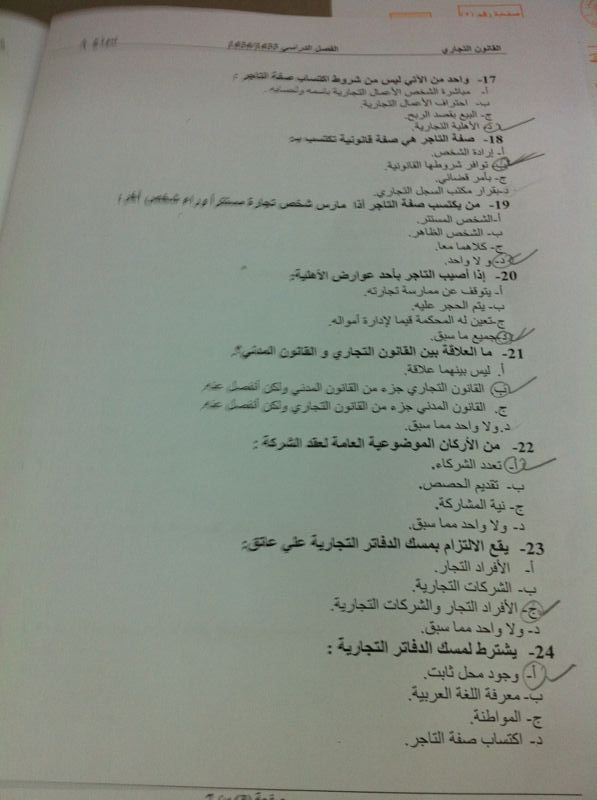 القانون التجاري الفصل الدراسي
17- واحد من الآتي ليس من شروط اكتساب صفة التاجر :
أ- مباشرة الشخص الأعمال التجارية باسمه ولحسابه.
ب- احتراف الأعمال التجارية.
ج- البيع بقصد الربح.
د- الأهلية التجارية.
18- صفة التاجر هي صفة قانونية تكتسب بـ:
أ- إرادة الشخص.
ب- توافر شروطها القانونية.
ج- بأمر قضائي.
د- بقرار مكتب السجل التجاري.
19- من يكتسب صفة التاجر أذا مارس شخص تجارة مستتراً وراء شخص أخر؟
أ- الشخص المستتر.
ب- الشخص الظاهر.
ج- كلاهما معا.
د- و لا واحد.
20- إذا أصيب التاجر بأحد عوارض الأهلية:
أ- يتوقف عن ممارسة تجارته.
ب- يتم الحجر عليه.
ج- تعين له المحكمة قيما لإدارة أمواله.
د- جميع ما سبق.
21- ما العلاقة بين القانون التجاري و القانون المدني؟:
أ. ليس بينهما علاقة.
ب. القانون التجاري جزء من القانون المدني ولكن أنفصل عنه
ج. القانون المدني جزء من القانون التجاري ولكن أنفصل عنه
د. ولا واحد مما سبق.
22- من الأركان الموضوعية العامة لعقد الشركة :
أ- تعدد الشركاء.
ب- تقديم الحصص.
ج- نية المشاركة.
د- ولا واحد مما سبق.
23- يقع الالتزام بمسك الدفاتر التجارية علي عاتق:
أ- الأفراد التجار.
ب- الشركات التجارية.
ج- الأفراد التجار والشركات التجارية.
د- ولا واحد مما سبق.
24- يشترط لمسك الدفاتر التجارية :
أ- وجود محل ثابت.
ب- معرفة اللغة العربية.
ج- المواطنة.
د- اكتساب صفة التاجر.